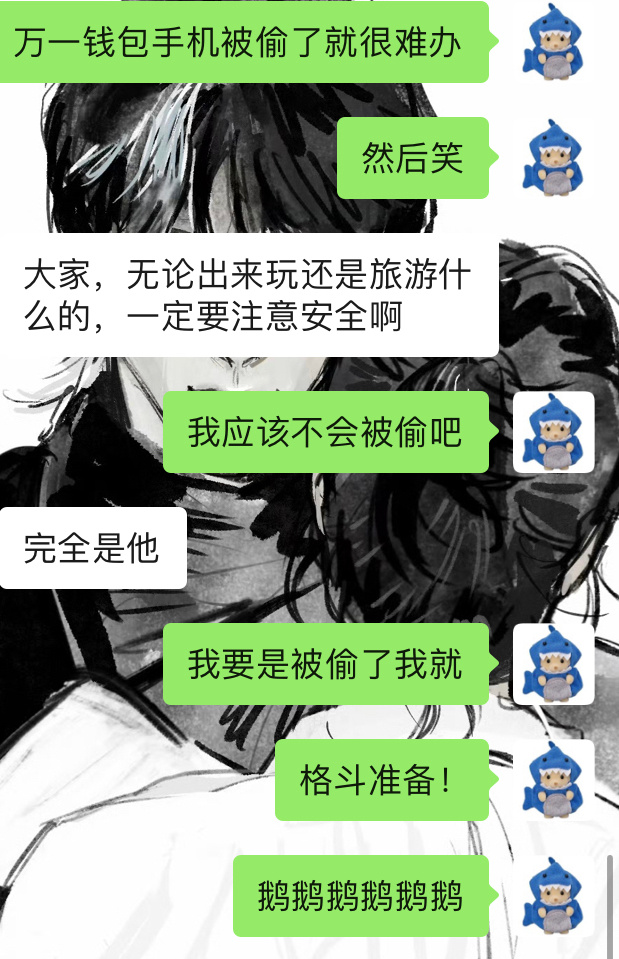 万一钱包手机被偷了就很难办
然后笑
大家，无论出来玩还是旅游什
么的，一定要注意安全啊
我应该不会被偷吧
完全是他
我要是被偷了我就
格斗准备！
鹅鹅鹅鹅鹅鹅